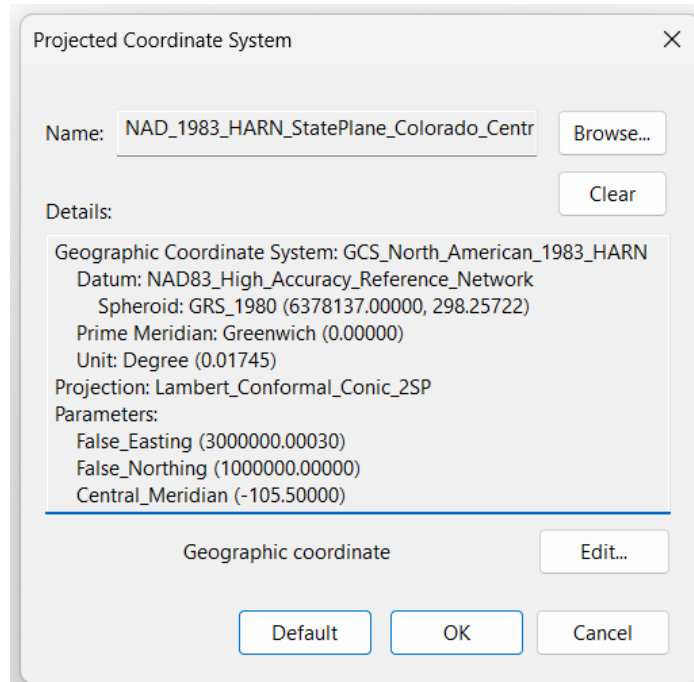 Projected Coordinate System
Name: NAD_1983_HARN_StatePlane_Colorado_Centr Browse...
Clear
Details:
Geographic Coordinate System: GCS_North_American_1983_HARN
Datum: NAD83_High_Accuracy_Reference_Network
Spheroid: GRS_1980 (6378137.00000, 298.25722)
Prime Meridian: Greenwich (0.00000)
Unit: Degree (0.01745)
Projection: Lambert_Conformal_Conic_2SP
Parameters:
False_Easting (3000000.00030)
False_Northing (1000000.00000)
Central_Meridian (-105.50000)
Geographic coordinate Edit...
Default OK Cancel